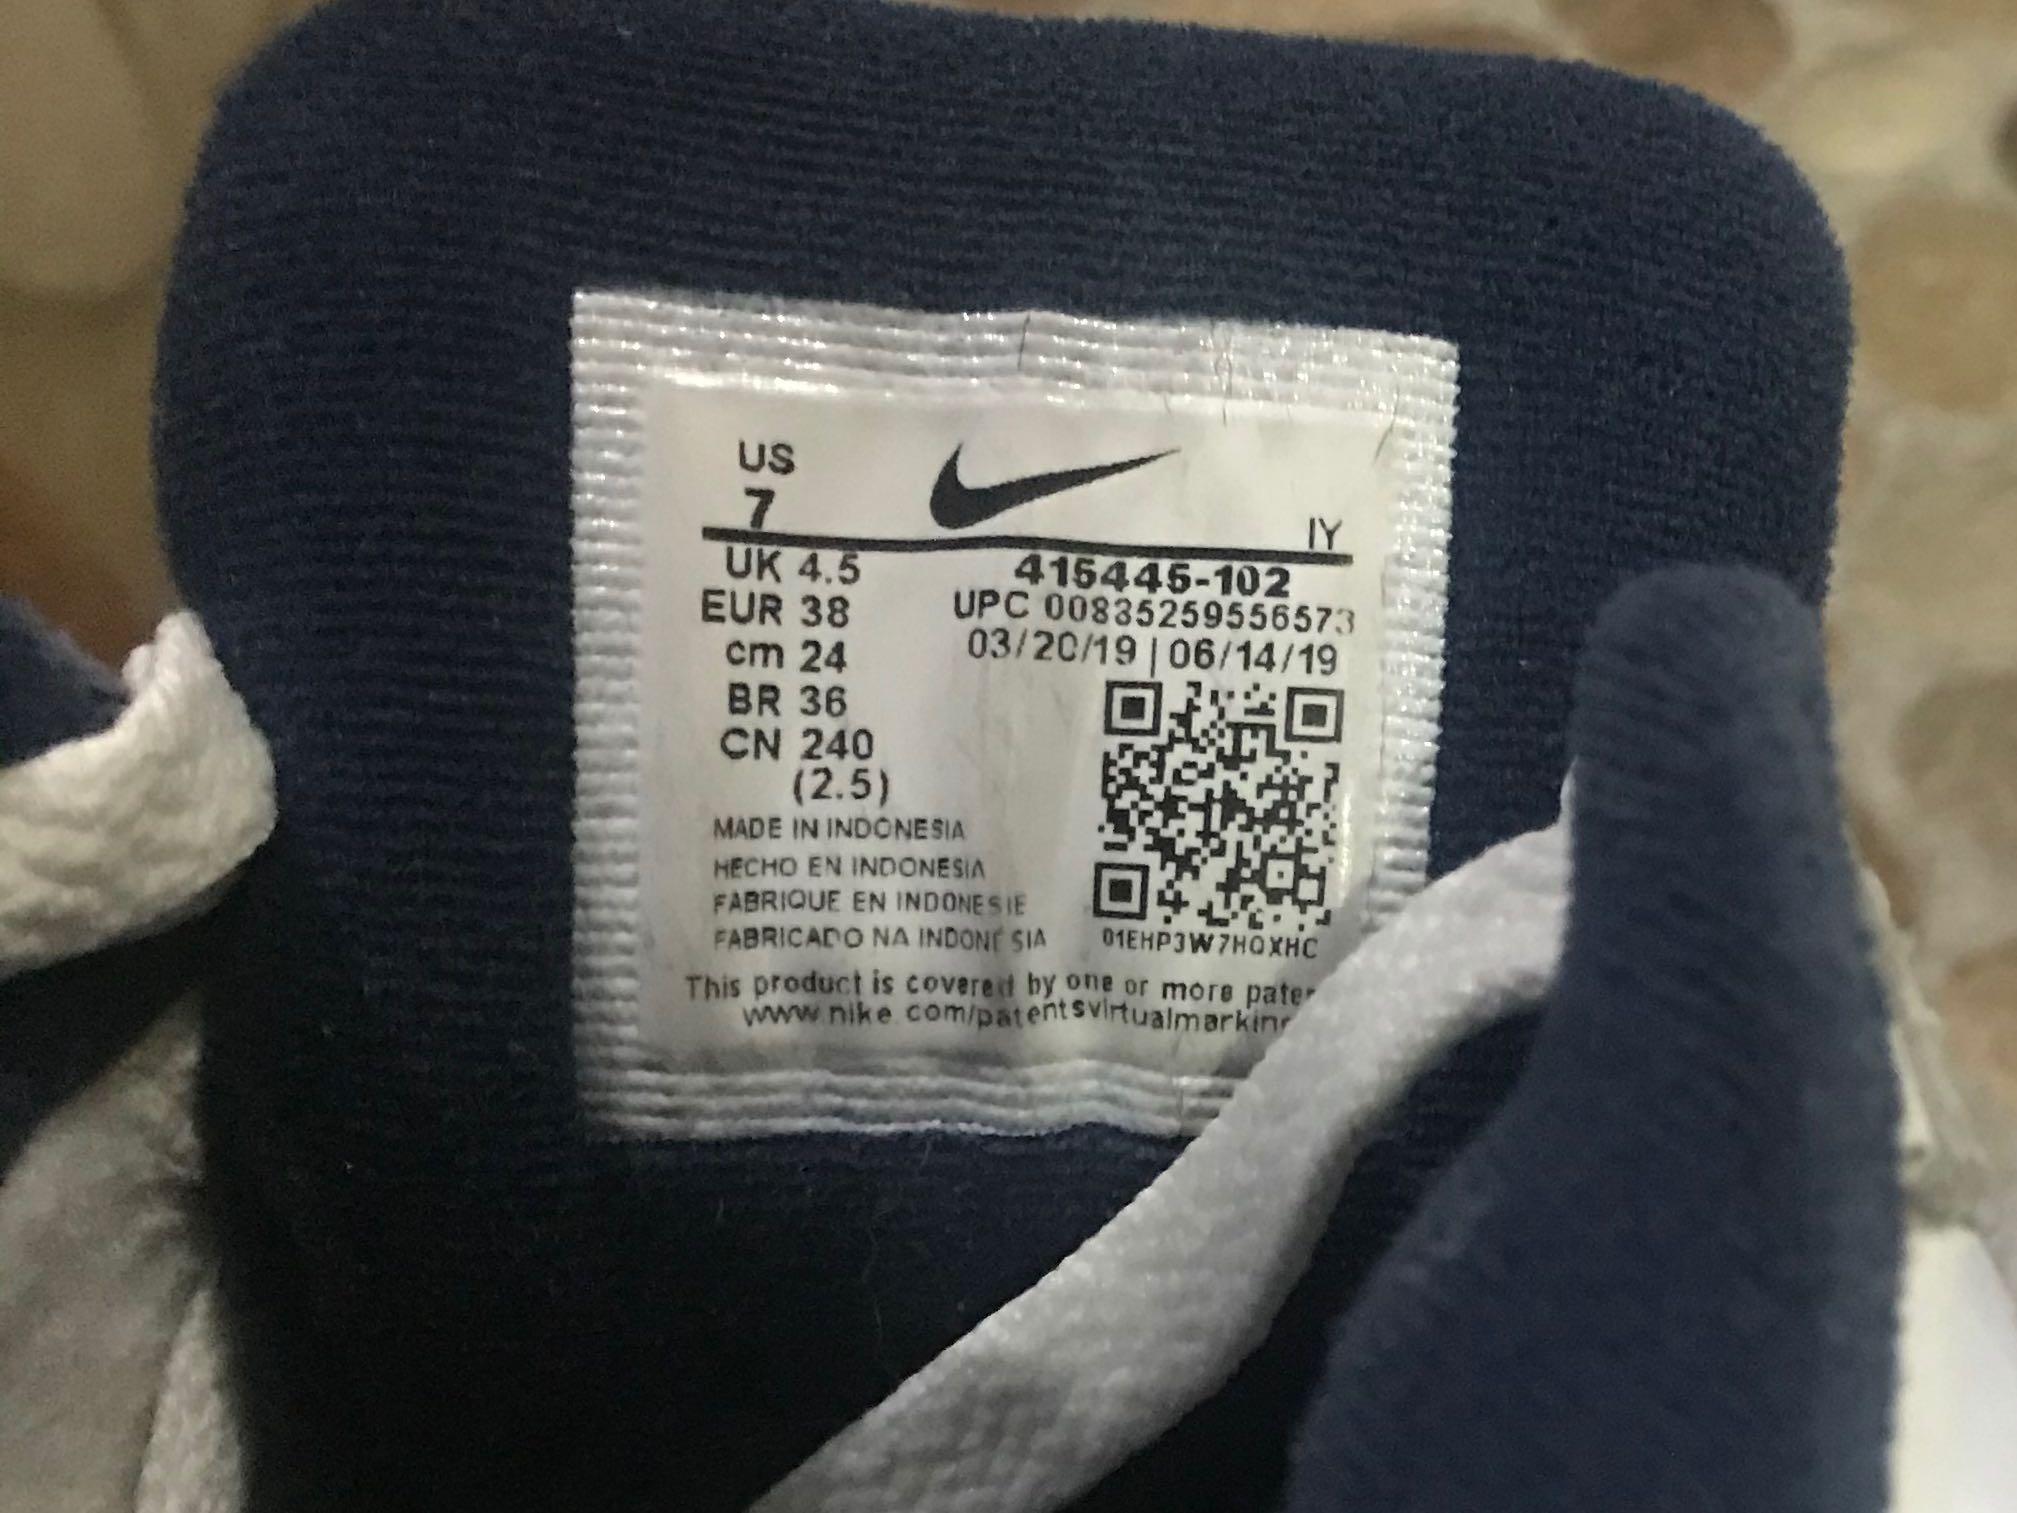 US
7
IY
UK 4.5
EUR 38
cm 24
BR 36
CN 240
(2.5)
415445-102
UPC 00835259556573
03/20/19 | 06/14/19
MADE IN INDONESIA
HECHO EN INDONESIA
FABRIQUE EN INDONESIE
FABRICADO NA INDONESIA
01EHP3W7HQXHC
This product is covered by one or more
www.nike.com/patentsvirtualmarking